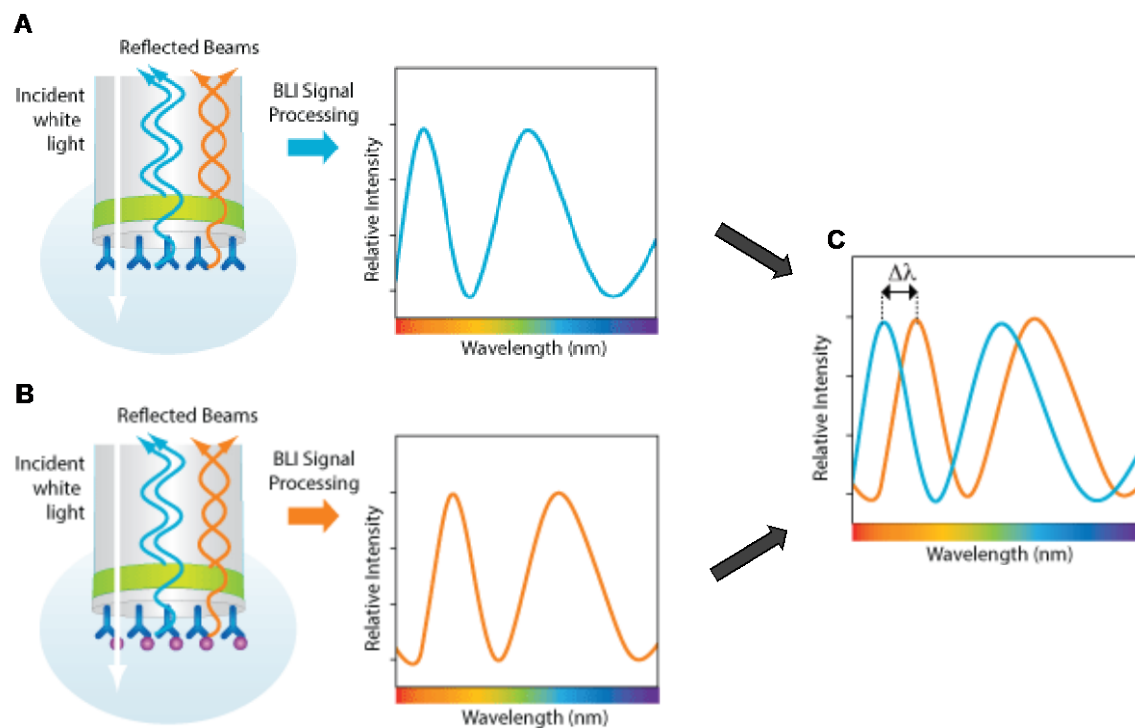 A
Reflected Beams
Incident
white
light
BLI Signal
Processing
Relative Intensity
Wavelength (nm)
B
Reflected Beams
Incident
white
light
BLI Signal
Processing
Relative Intensity
Wavelength (nm)
C
Δλ
Relative Intensity
Wavelength (nm)